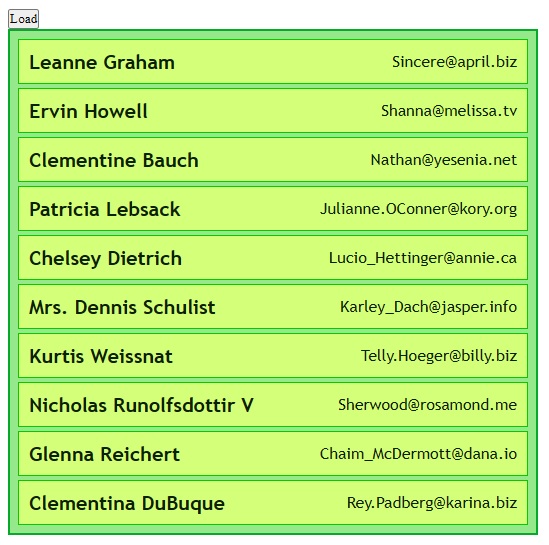 Load
Leanne Graham Sincere@april.biz
Ervin Howell Shanna@melissa.tv
Clementine Bauch Nathan@yesenia.net
Patricia Lebsack Julianne.OConner@kory.org
Chelsey Dietrich Lucio_Hettinger@annie.ca
Mrs. Dennis Schulist Karley_Dach@jasper.info
Kurtis Weissnat Telly.Hoeger@billy.biz
Nicholas Runolfsdottir V Sherwood@rosamond.me
Glenna Reichert Chaim_McDermott@dana.io
Clementina DuBuque Rey.Padberg@karina.biz